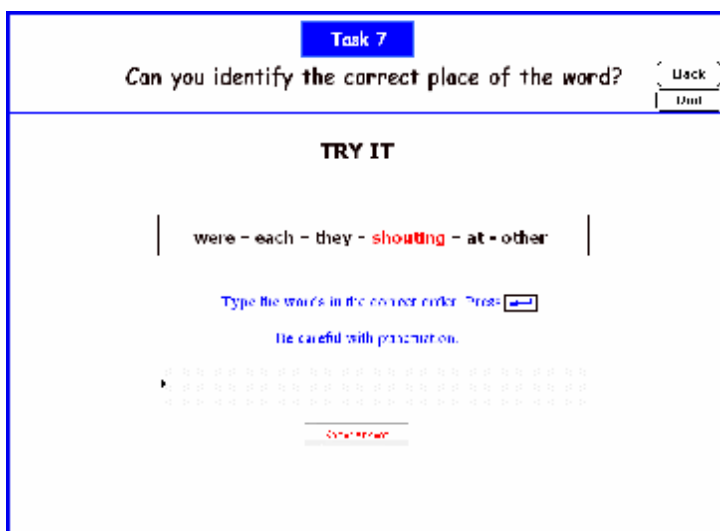 Task 7
Can you identify the correct place of the word?
Back
TRY IT
were - each - they - shouting - at - other
Type the words in the correct order. Press
Be careful with punctuation.